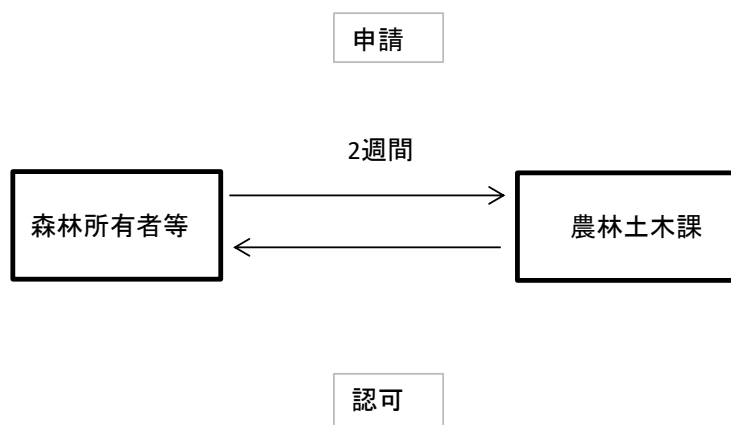 申請
2週間
森林所有者等
農林土木課
認可